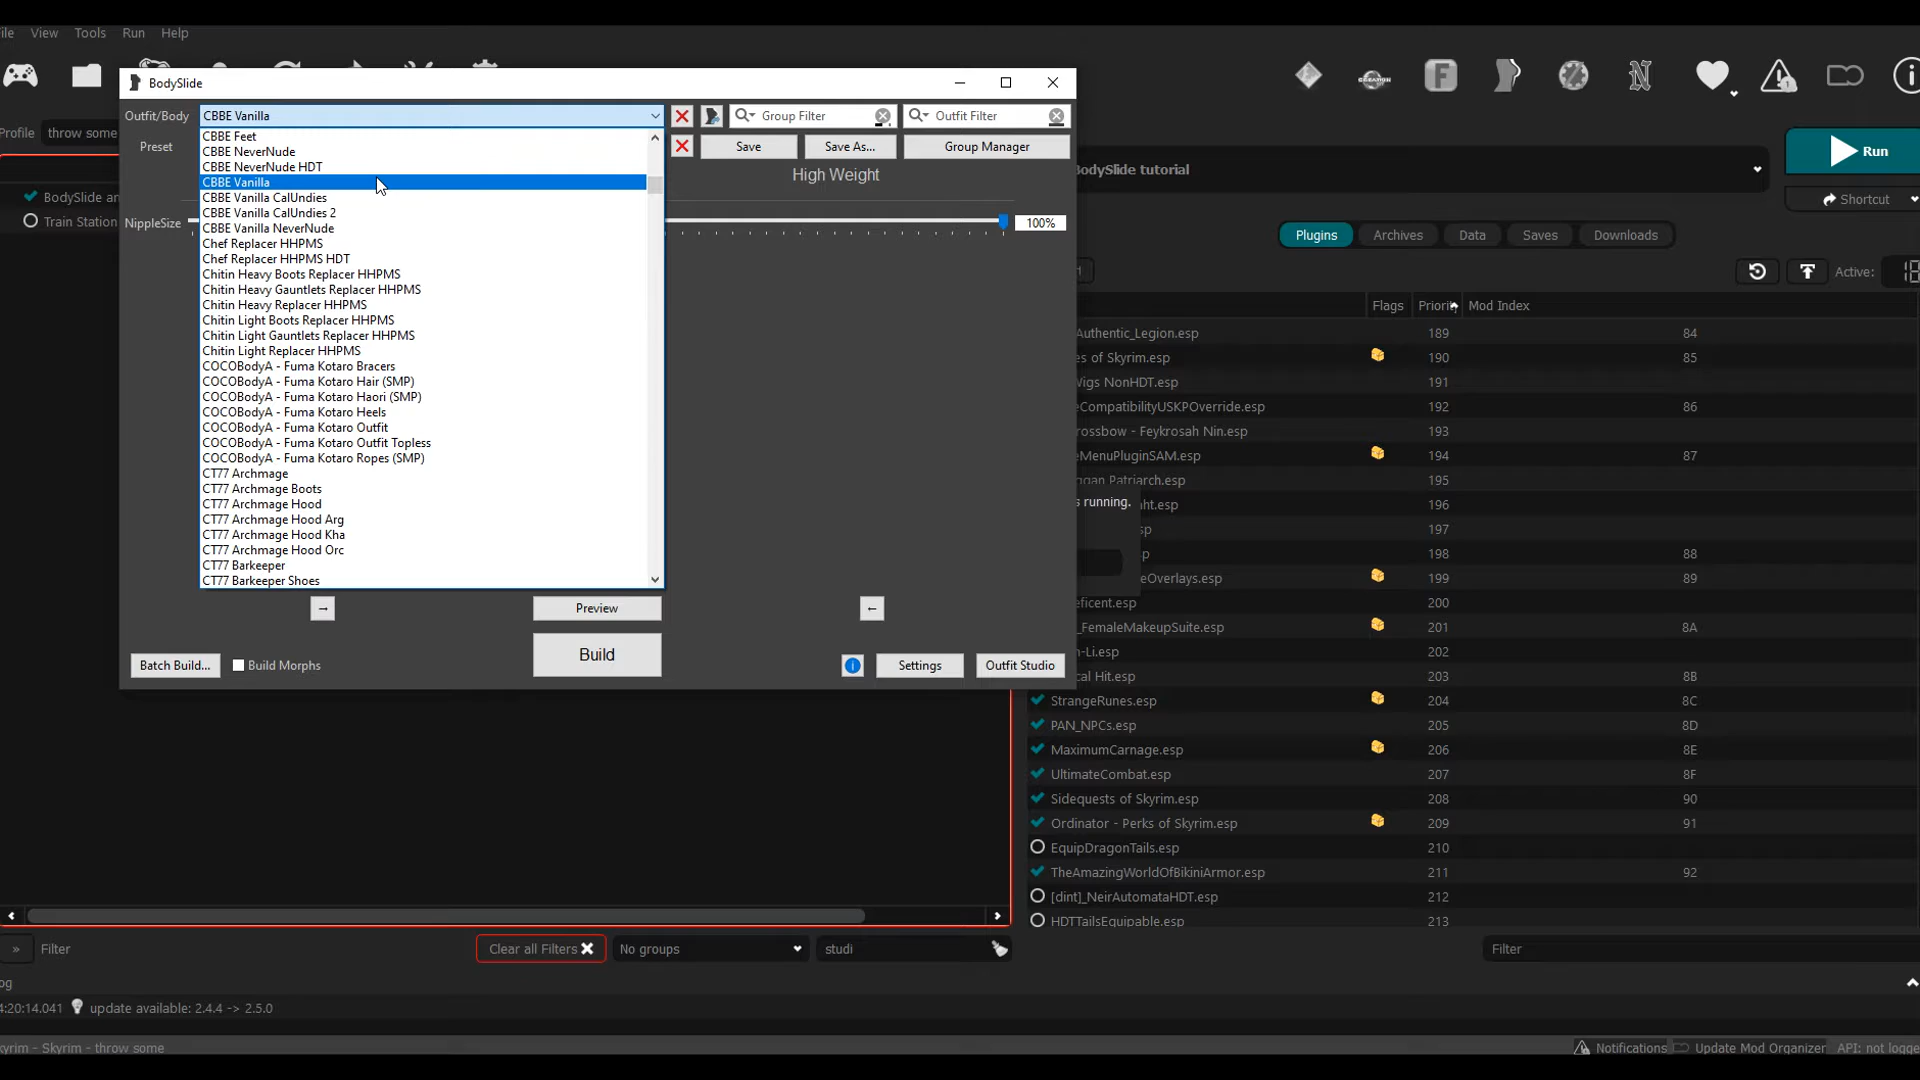 ile View Tools Run Help
BodySlide
Outfit/Body CBBE Vanilla
Group Filter
Outfit Filter
Profile throw some
Preset
Save
Save As...
Group Manager
High Weight
NippleSize
100%
CBBE Feet
CBBE NeverNude
CBBE NeverNude HDT
CBBE Vanilla
CBBE Vanilla CalUndies
CBBE Vanilla CalUndies 2
CBBE Vanilla NeverNude
Chef Replacer HHPMS
Chef Replacer HHPMS HDT
Chitin Heavy Boots Replacer HHPMS
Chitin Heavy Gauntlets Replacer HHPMS
Chitin Heavy Replacer HHPMS
Chitin Light Boots Replacer HHPMS
Chitin Light Gauntlets Replacer HHPMS
Chitin Light Replacer HHPMS
COCOBodyA - Fuma Kotaro Bracers
COCOBodyA - Fuma Kotaro Hair (SMP)
COCOBodyA - Fuma Kotaro Haori (SMP)
COCOBodyA - Fuma Kotaro Heels
COCOBodyA - Fuma Kotaro Outfit
COCOBodyA - Fuma Kotaro Outfit Topless
COCOBodyA - Fuma Kotaro Ropes (SMP)
CT77 Archmage
CT77 Archmage Boots
CT77 Archmage Hood
CT77 Archmage Hood Arg
CT77 Archmage Hood Kha
CT77 Archmage Hood Orc
CT77 Barkeeper
CT77 Barkeeper Shoes
→
Preview
←
Batch Build...
Build Morphs
Build
Settings
Outfit Studio
BodySlide an
Train Station
odySlide tutorial
Run
Shortcut
Plugins Archives Data Saves Downloads
1
Active:
Flags Priority Mod Index
Authentic_Legion.esp 189 84
es of Skyrim.esp 190 85
Wigs NonHDT.esp 191
eCompatibilityUSKPOverride.esp 192 86
rossbow - Feykrosah Nin.esp 193
eMenuPluginSAM.esp 194 87
gan Patriarch.esp 195
ht.esp 196
sp 197
p 198 88
eOverlays.esp 199 89
eficent.esp 200
_FemaleMakeupSuite.esp 201 8A
n-Li.esp 202
cal Hit.esp 203 8B
StrangeRunes.esp 204 8C
PAN_NPCs.esp 205 8D
MaximumCarnage.esp 206 8E
UltimateCombat.esp 207 8F
Sidequests of Skyrim.esp 208 90
Ordinator - Perks of Skyrim.esp 209 91
EquipDragonTails.esp 210
TheAmazingWorldOfBikiniArmor.esp 211 92
[dint]_NeirAutomataHDT.esp 212
HDTTailsEquipable.esp 213
s running.
» Filter
Clear all Filters
No groups
studi
Filter
og
4:20:14.041 update available: 2.4.4 -> 2.5.0
kyrim - Skyrim - throw some
Notifications Update Mod Organizer API: not logge